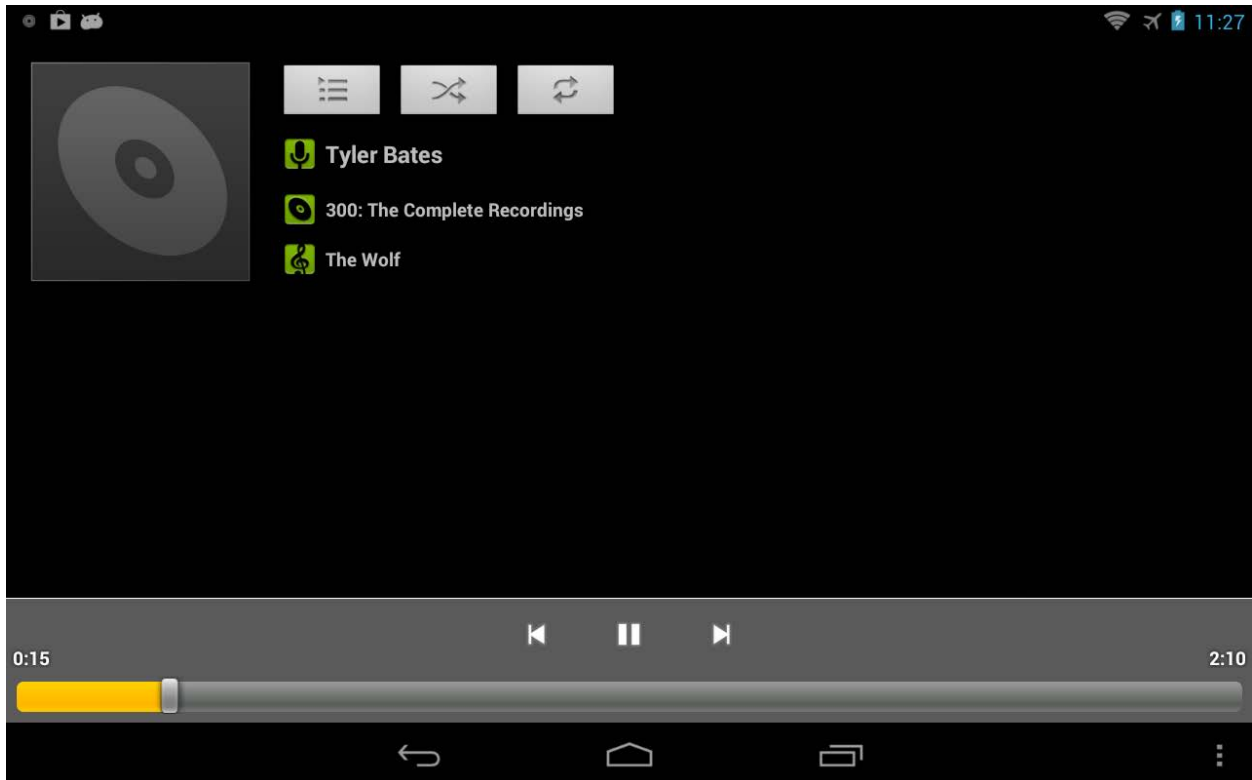 11:27
Tyler Bates
300: The Complete Recordings
The Wolf
0:15
2:10